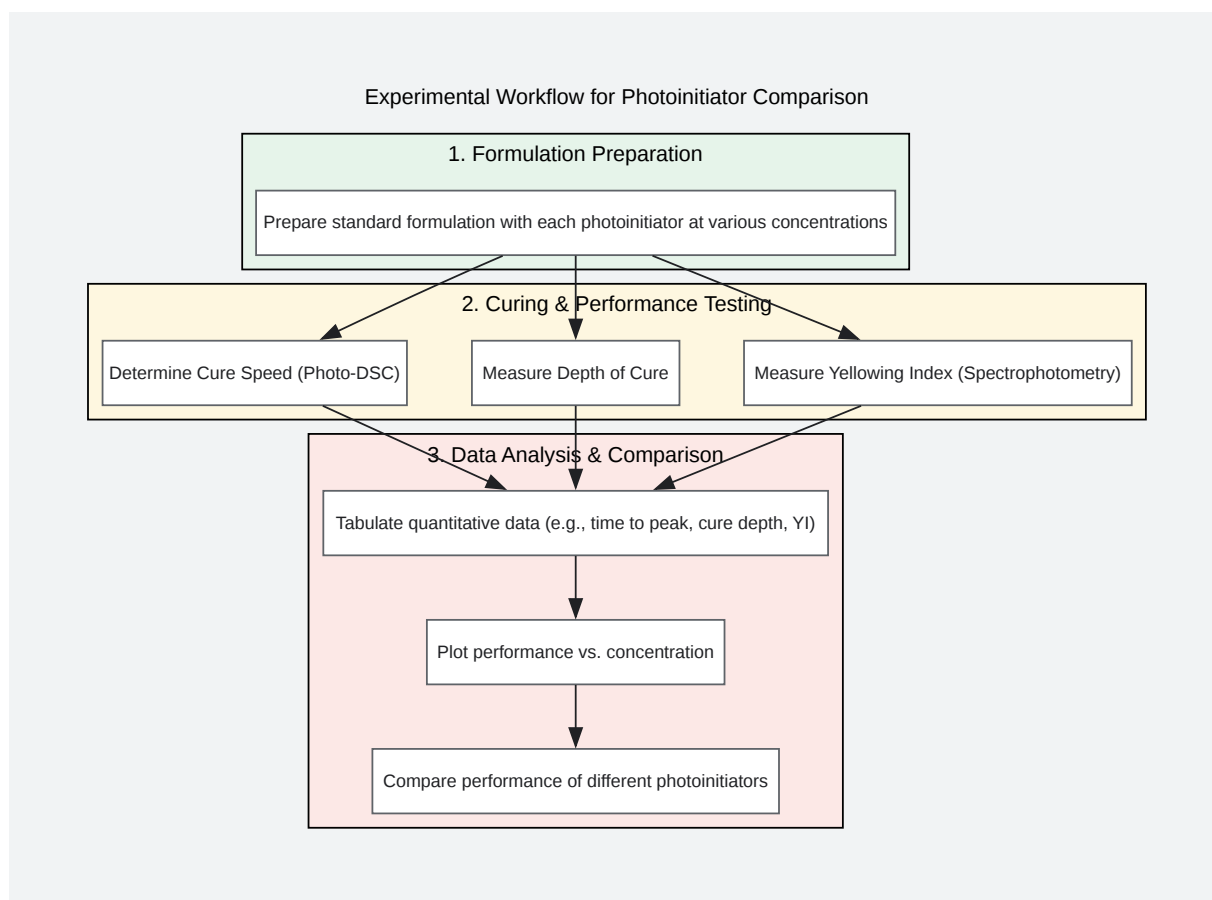 Experimental Workflow for Photoinitiator Comparison
1. Formulation Preparation
Prepare standard formulation with each photoinitiator at various concentrations
2. Curing & Performance Testing
Determine Cure Speed (Photo-DSC)
Measure Depth of Cure
Measure Yellowing Index (Spectrophotometry)
3. Data Analysis & Comparison
Tabulate quantitative data (e.g., time to peak, cure depth, YI)
Plot performance vs. concentration
Compare performance of different photoinitiators